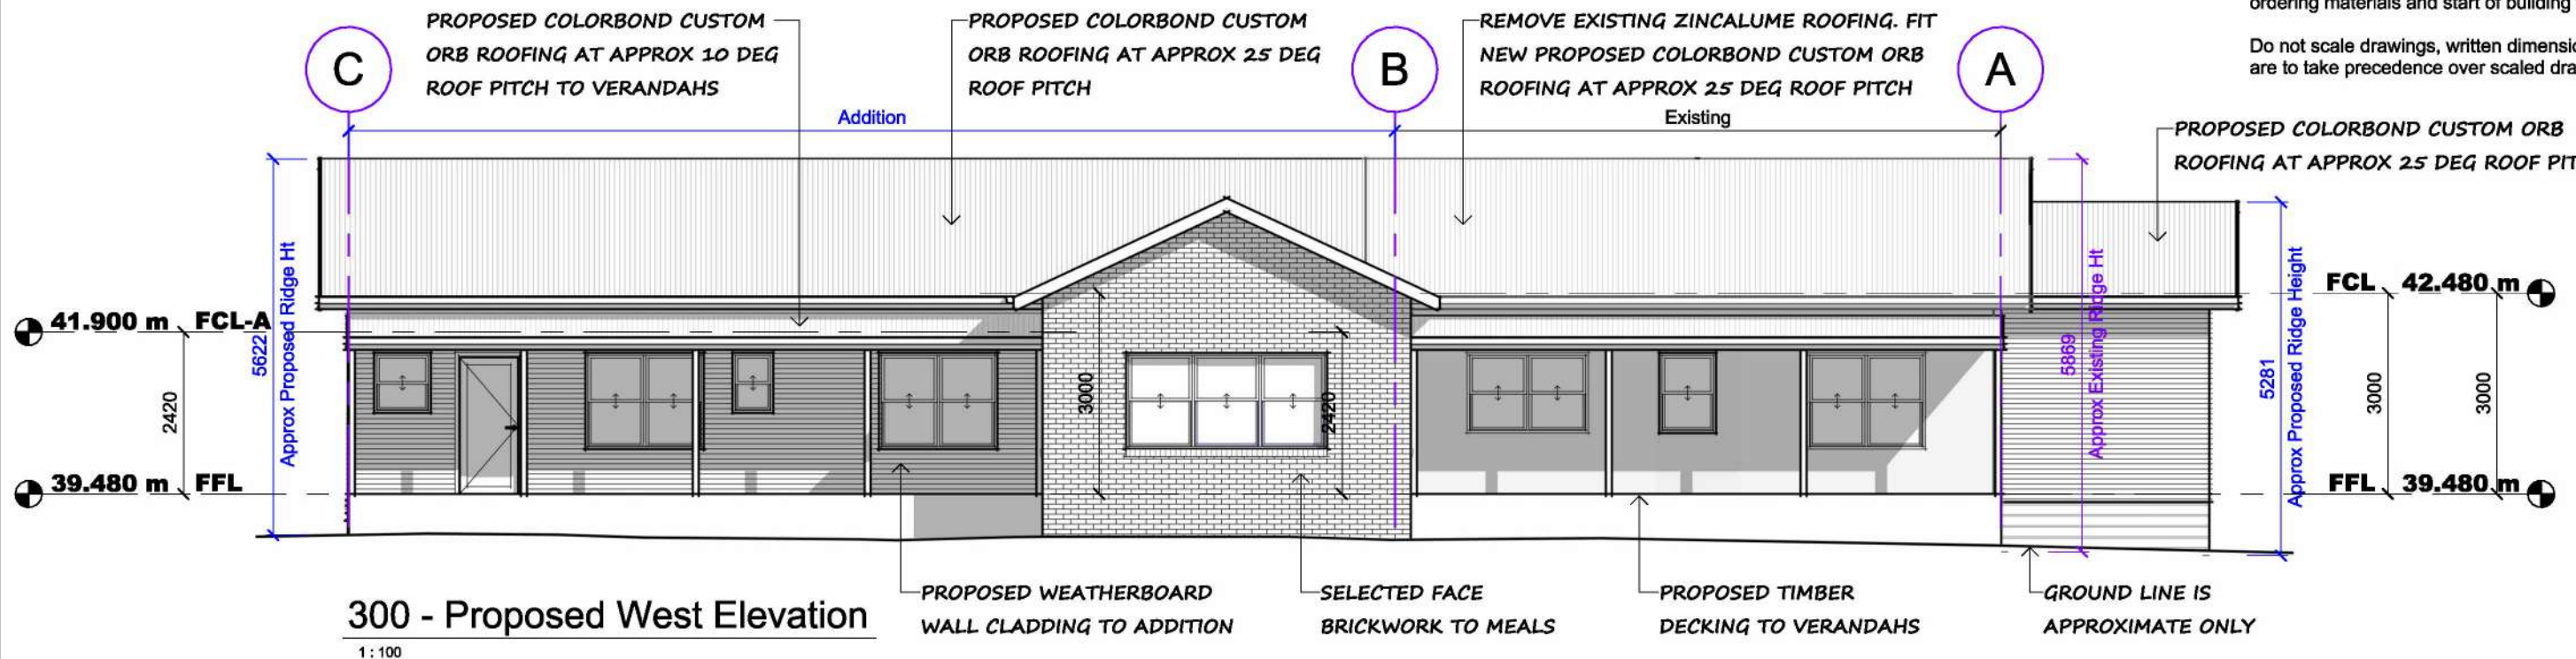 ordering materials and start of building
Do not scale drawings, written
are to take precedence over scaled
PROPOSED COLORBOND CUSTOM
ORB ROOFING AT APPROX 10 DEG
ROOF PITCH TO VERANDAHS
PROPOSED COLORBOND CUSTOM
ORB ROOFING AT APPROX 25 DEG
ROOF PITCH
REMOVE EXISTING ZINCALUME ROOFING. FIT
NEW PROPOSED COLORBOND CUSTOM ORB
ROOFING AT APPROX 25 DEG ROOF PITCH
C
B
A
Addition
Existing
PROPOSED COLORBOND CUSTOM ORB
ROOFING AT APPROX 25 DEG ROOF
41.900 m FCL-A
2420
39.480 m FFL
5622
Approx Proposed Ridge Ht
3000
2420
5869
Approx Existing Ridge Ht
5281
Approx Proposed Ridge Height
FCL 42.480 m
3000
3000
FFL 39.480 m
PROPOSED WEATHERBOARD
WALL CLADDING TO ADDITION
SELECTED FACE
BRICKWORK TO MEALS
PROPOSED TIMBER
DECKING TO VERANDAHS
GROUND LINE IS
APPROXIMATE ONLY
300 - Proposed West Elevation
1 : 100